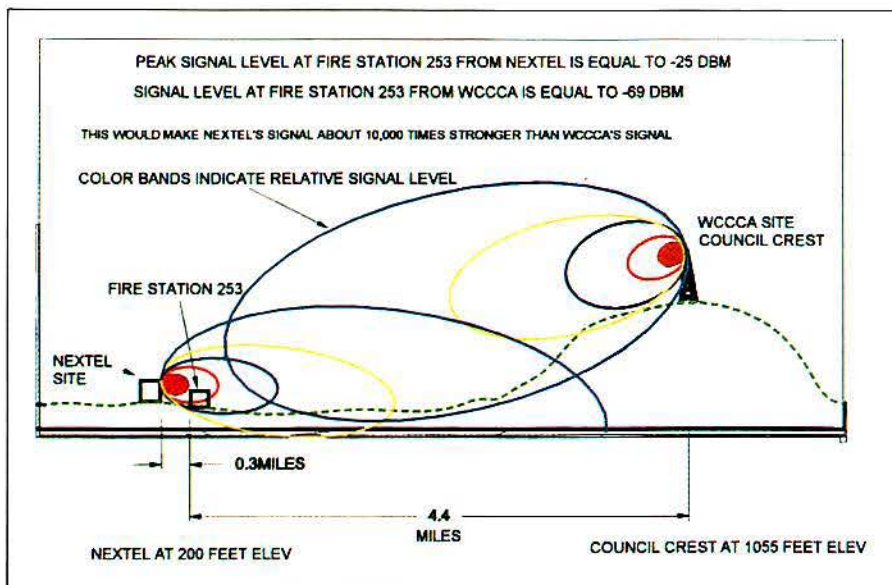 PEAK SIGNAL LEVEL AT FIRE STATION 253 FROM NEXTEL IS EQUAL TO -25 DBM
SIGNAL LEVEL AT FIRE STATION 253 FROM WCCCA IS EQUAL TO -69 DBM
THIS WOULD MAKE NEXTEL'S SIGNAL ABOUT 10,000 TIMES STRONGER THAN WCCCA'S SIGNAL
COLOR BANDS INDICATE RELATIVE SIGNAL LEVEL
WCCCA SITE
COUNCIL CREST
FIRE STATION 253
NEXTEL
SITE
0.3MILES
4.4
MILES
NEXTEL AT 200 FEET ELEV
COUNCIL CREST AT 1055 FEET ELEV